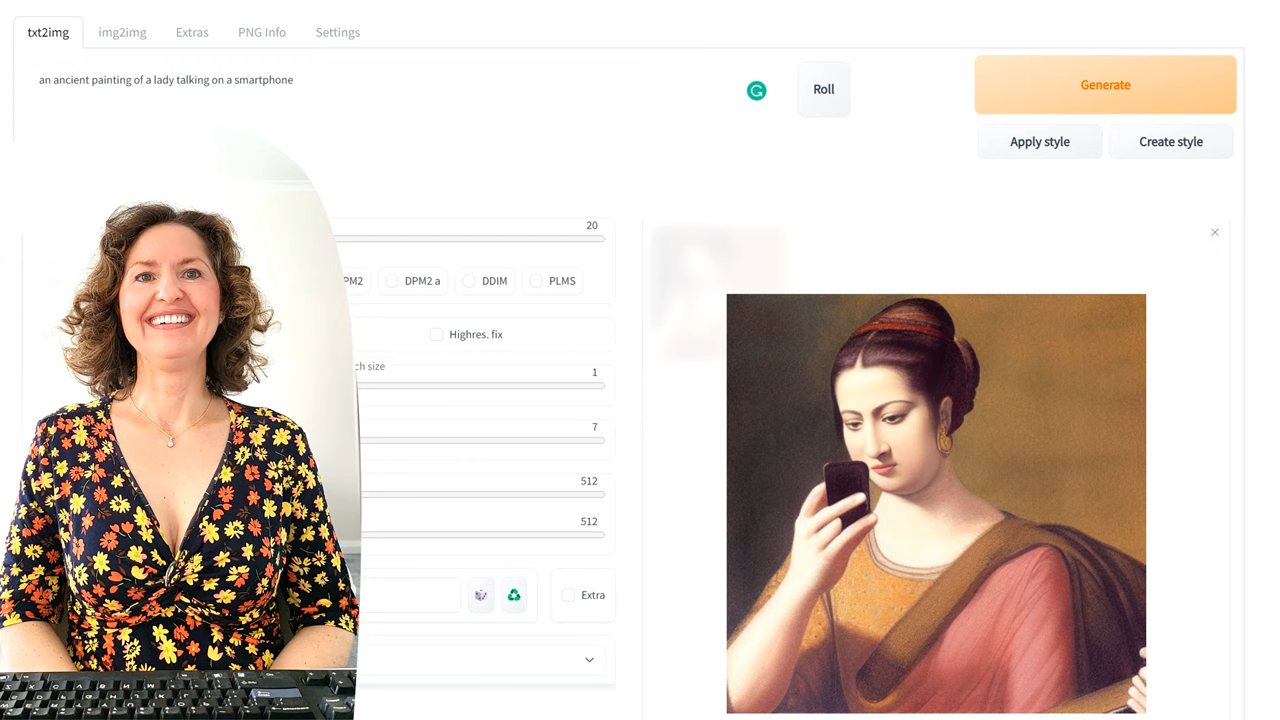 txt2img img2img Extras PNG Info Settings
an ancient painting of a lady talking on a smartphone
Roll
Generate
Apply style Create style
20
PM2 DPM2 a DDIM PLMS
Highres. fix
ch size
1
7
512
512
Extra